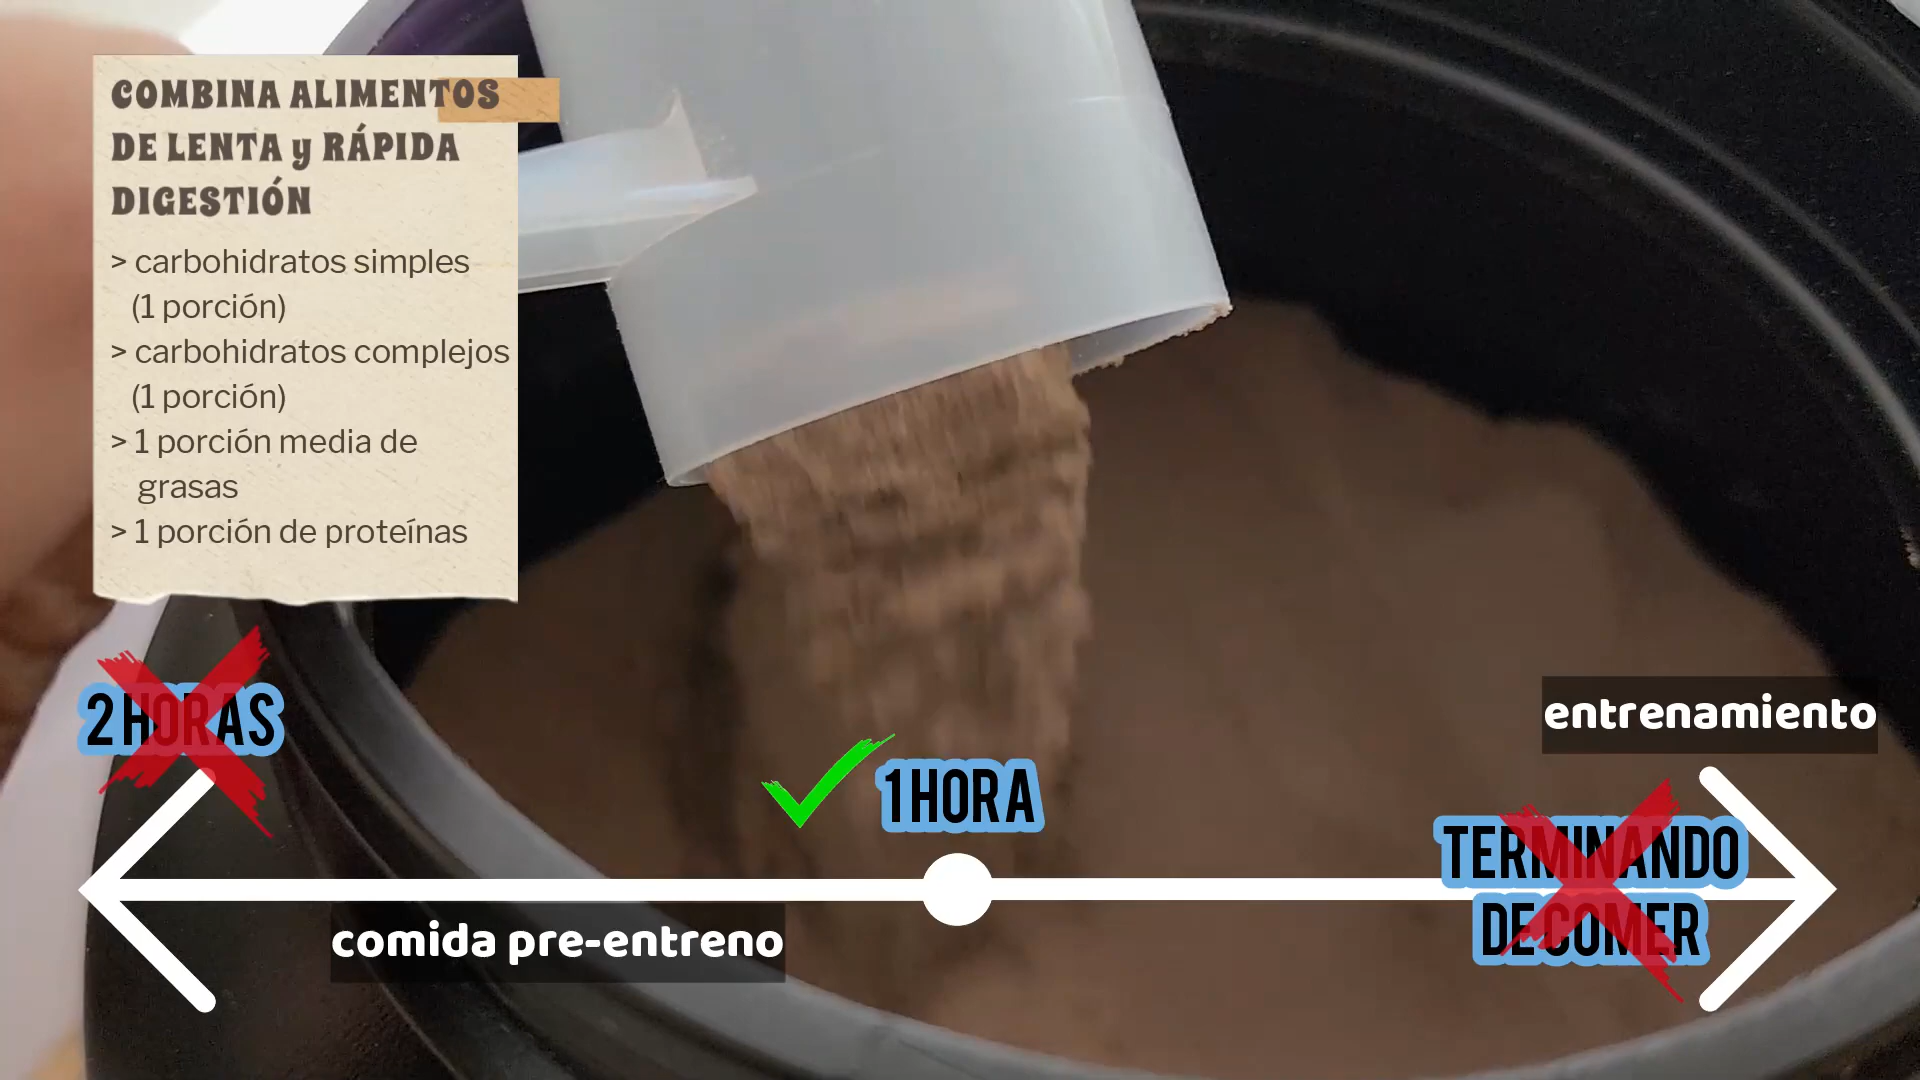 COMBINA ALIMENTOS
DE LENTA y RÁPIDA
DIGESTIÓN
> carbohidratos simples
(1 porción)
> carbohidratos complejos
(1 porción)
> 1 porción media de
grasas
> 1 porción de proteínas
2 HORAS
entrenamiento
1 HORA
TERMINANDO
DE COMER
comida pre-entreno